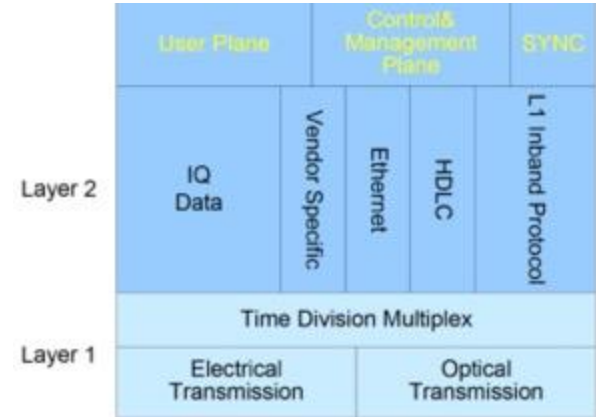 User Plane
Control&
Management
Plane
SYNC
Layer 2
IQ
Data
Vendor Specific
Ethernet
HDLC
L1 Inband Protocol
Layer 1
Time Division Multiplex
Electrical
Transmission
Optical
Transmission